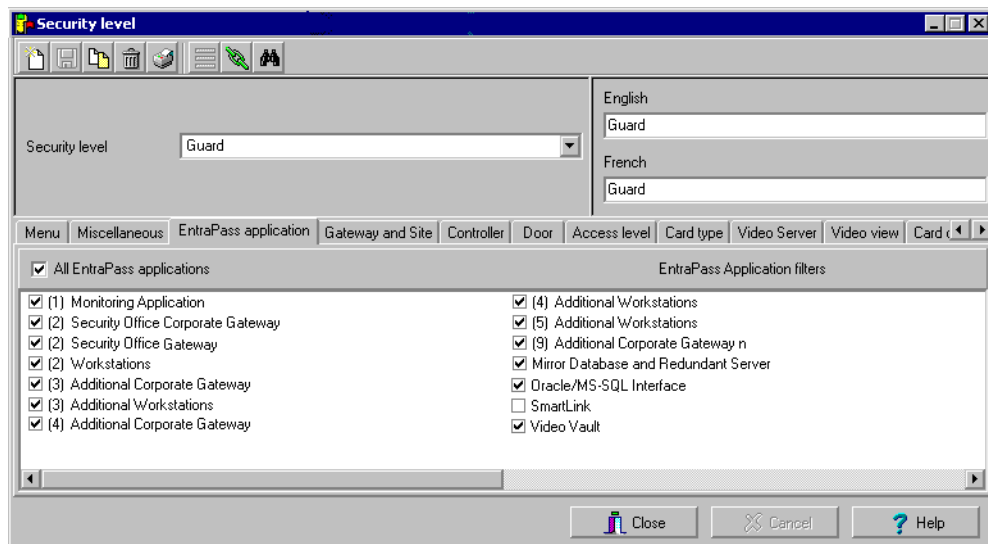 Security level
English
Guard
Security level
Guard
French
Guard
Menu
Miscellaneous
EntraPass application
Gateway and Site
Controller
Door
Access level
Card type
Video Server
Video view
Card
All EntraPass applications
EntraPass Application filters
(1) Monitoring Application
(2) Security Office Corporate Gateway
(2) Security Office Gateway
(2) Workstations
(3) Additional Corporate Gateway
(3) Additional Workstations
(4) Additional Corporate Gateway
(4) Additional Workstations
(5) Additional Workstations
(9) Additional Corporate Gateway n
Mirror Database and Redundant Server
Oracle/MS-SQL Interface
SmartLink
Video Vault
Close
Cancel
Help